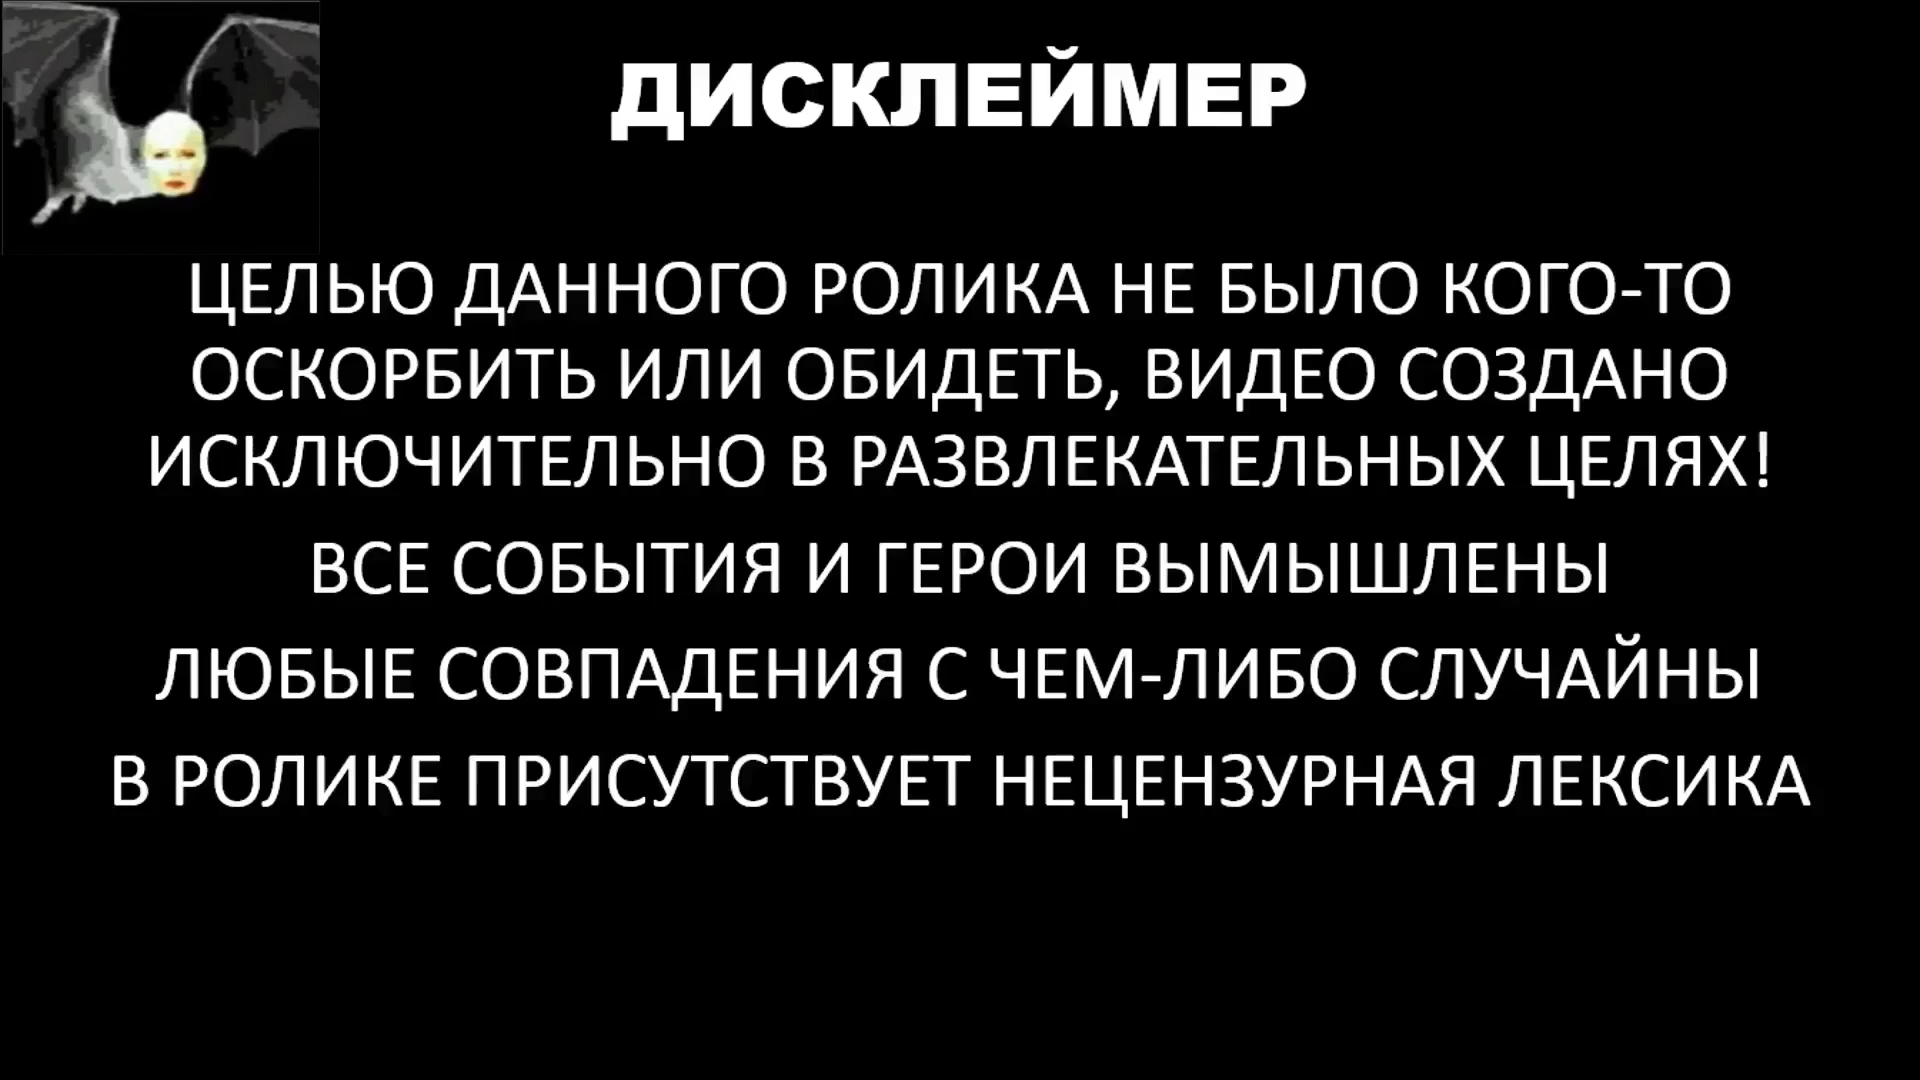 ДИСКЛЕЙМЕР
ЦЕЛЬЮ ДАННОГО РОЛИКА НЕ БЫЛО КОГО-ТО
ОСКОРБИТЬ ИЛИ ОБИДЕТЬ, ВИДЕО СОЗДАНО
ИСКЛЮЧИТЕЛЬНО В РАЗВЛЕКАТЕЛЬНЫХ ЦЕЛЯХ!
ВСЕ СОБЫТИЯ И ГЕРОИ ВЫМЫШЛЕНЫ
ЛЮБЫЕ СОВПАДЕНИЯ С ЧЕМ-ЛИБО СЛУЧАЙНЫ
В РОЛИКЕ ПРИСУТСТВУЕТ НЕЦЕНЗУРНАЯ ЛЕКСИКА